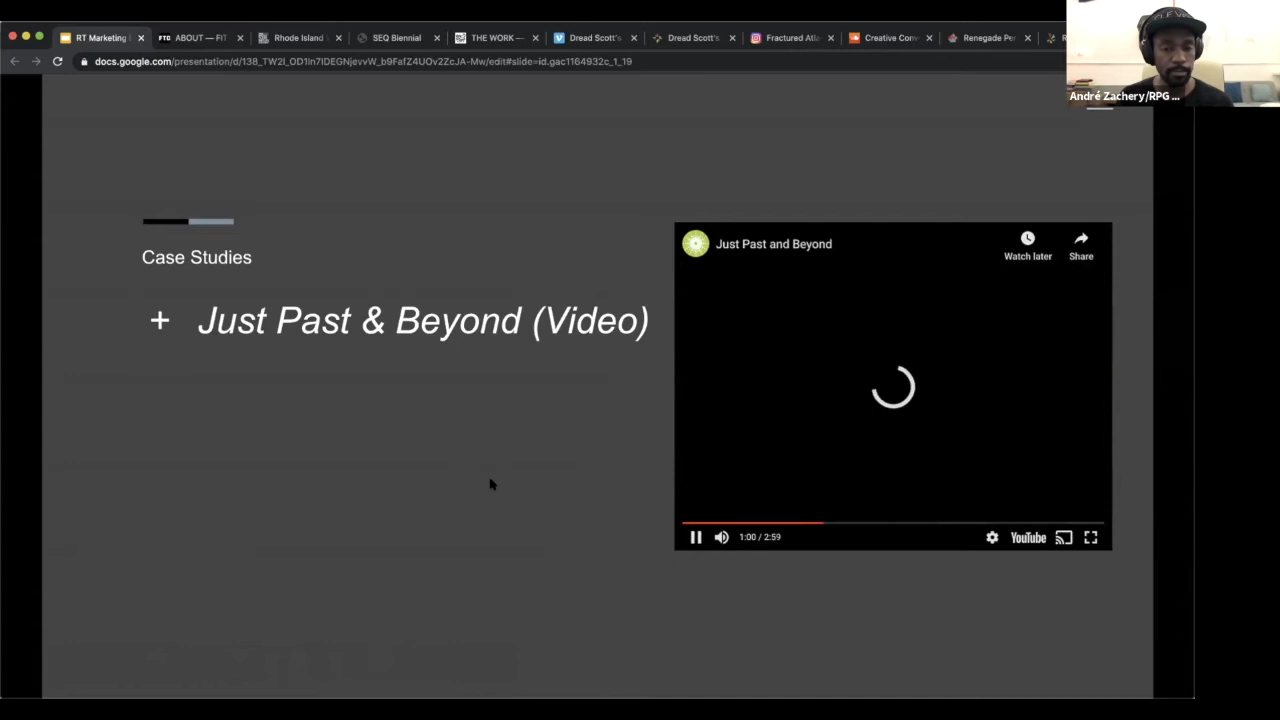 RT Marketing
ABOUT — FIT
Rhode Island
SEQ Biennial
THE WORK —
Dread Scott's
Dread Scott's
Fractured Atla
Creative Com
Renegade Per
docs.google.com/presentation/d/138_TW2l_OD1In7IDEGNjevvW_b9FafZ4UOv2ZcJA-Mw/edit#slide=id.gac1164932c_1_19
André Zachery/RPG ...
Case Studies
+ Just Past & Beyond (Video)
Just Past and Beyond
Watch later
Share
1:00 / 2:59
YouTube